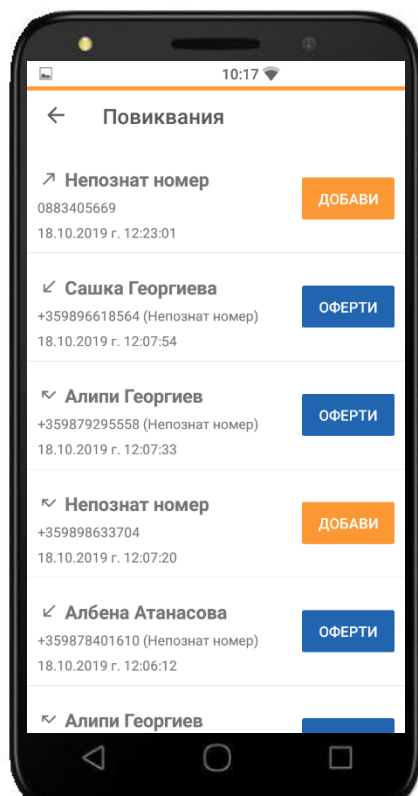 10:17
Повиквания
Непознат номер
0883405669
18.10.2019 г. 12:23:01
ДОБАВИ
Сашка Георгиева
+359896618564 (Непознат номер)
18.10.2019 г. 12:07:54
ОФЕРТИ
Алипи Георгиев
+359879295558 (Непознат номер)
18.10.2019 г. 12:07:33
ОФЕРТИ
Непознат номер
+359898633704
18.10.2019 г. 12:07:20
ДОБАВИ
Албена Атанасова
+359878401610 (Непознат номер)
18.10.2019 г. 12:06:12
ОФЕРТИ
Алипи Георгиев